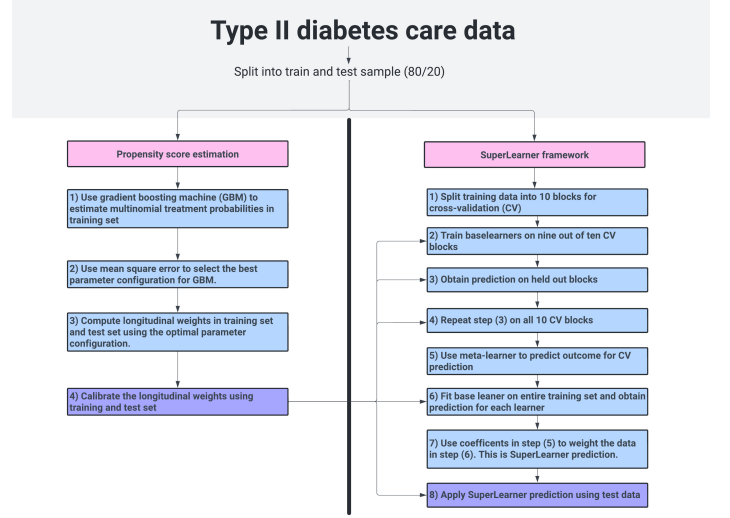 Type II diabetes care data
Split into train and test sample (80/20)
Propensity score estimation
1) Use gradient boosting machine (GBM) to
estimate multinomial treatment probabilities in
training set
2) Use mean square error to select the best
parameter configuration for GBM.
3) Compute longitudinal weights in training set
and test set using the optimal parameter
configuration.
4) Calibrate the longitudinal weights using
training and test set
SuperLearner framework
1) Split training data into 10 blocks for
cross-validation (CV)
2) Train baselearners on nine out of ten CV
blocks
3) Obtain prediction on held out blocks
4) Repeat step (3) on all 10 CV blocks
5) Use meta-learner to predict outcome for CV
prediction
6) Fit base leaner on entire training set and obtain
prediction for each learner
7) Use coefficents in step (5) to weight the data
in step (6). This is SuperLearner prediction.
8) Apply SuperLearner prediction using test data